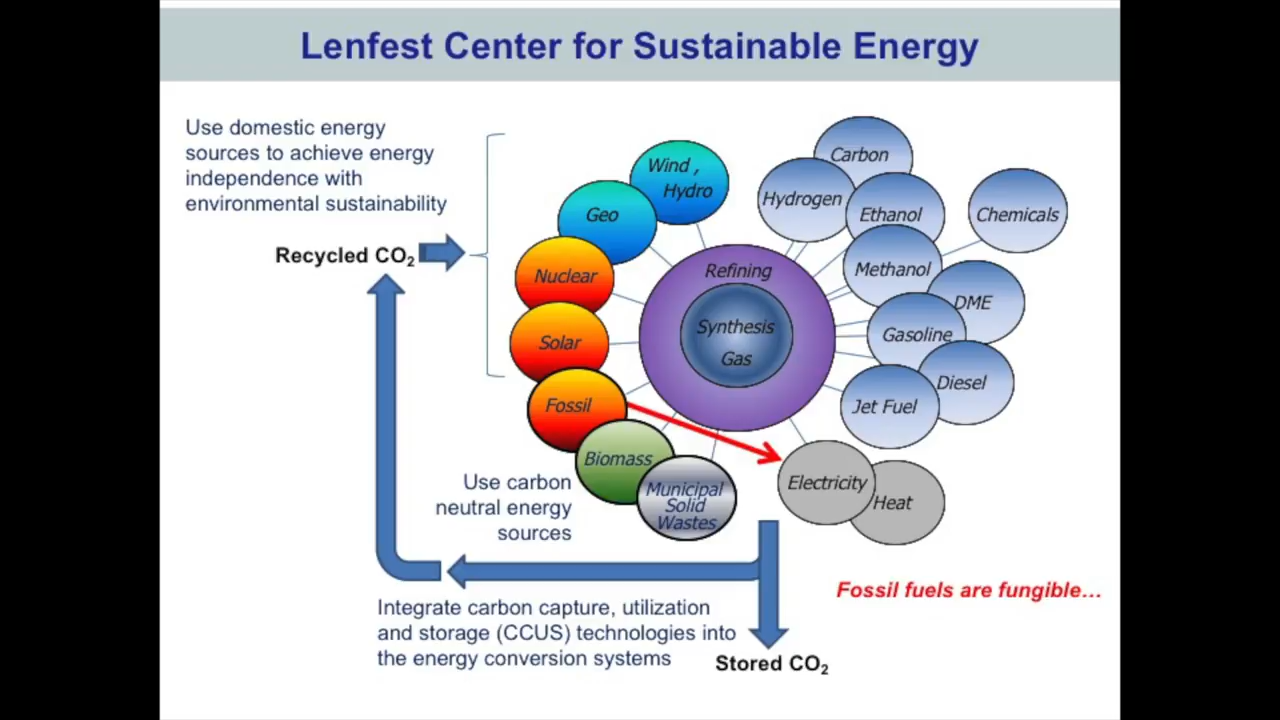 Lenfest Center for Sustainable Energy
Use domestic energy
sources to achieve energy
independence with
environmental sustainability
Recycled CO₂
Wind ,
Hydro
Geo
Nuclear
Solar
Fossil
Biomass
Municipal
Solid
Wastes
Refining
Synthesis
Gas
Carbon
Hydrogen
Ethanol
Chemicals
Methanol
DME
Gasoline
Diesel
Jet Fuel
Electricity
Heat
Use carbon
neutral energy
sources
Fossil fuels are fungible…
Integrate carbon capture, utilization
and storage (CCUS) technologies into
the energy conversion systems
Stored CO₂